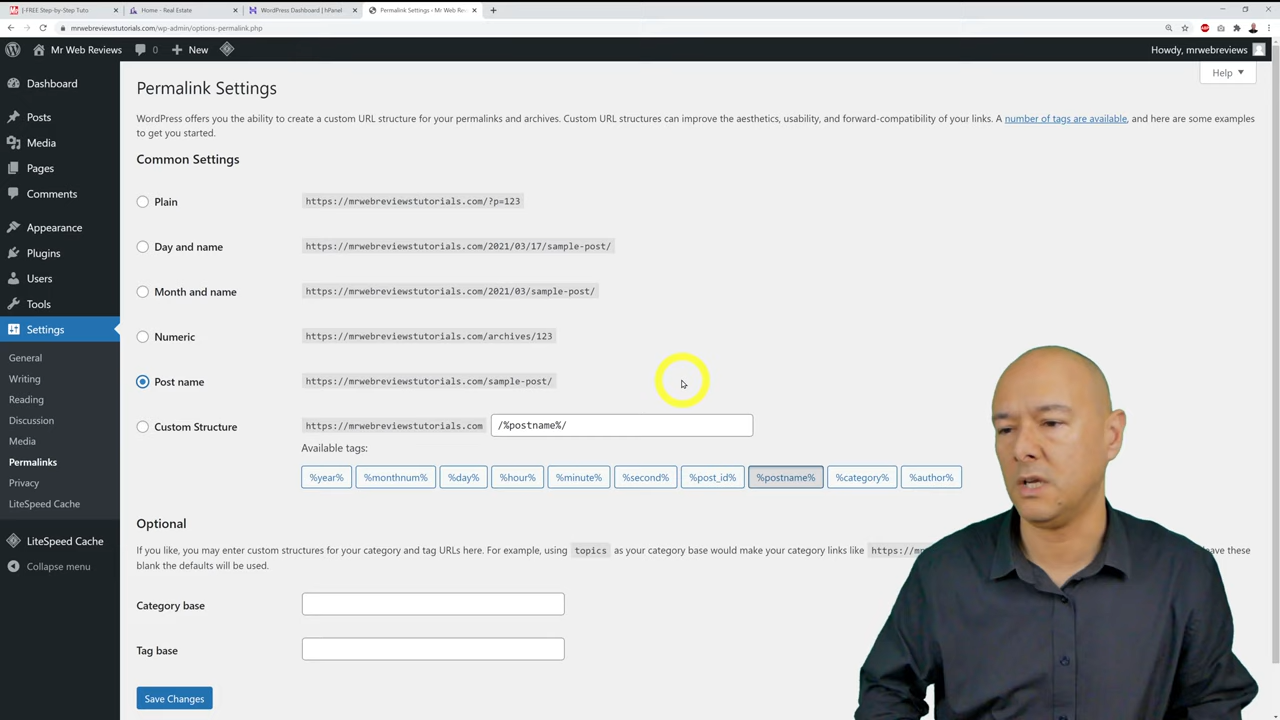 [-FREE Step-by-Step Tuto
Home - Real Estate
WordPress Dashboard | hPanel
Permalink Settings - Mr Web Rev
mrwebreviewstutorials.com/wp-admin/options-permalink.php
Mr Web Reviews
0
New
Howdy, mrwebreviews
Help
Dashboard
Posts
Media
Pages
Comments
Appearance
Plugins
Users
Tools
Settings
General
Writing
Reading
Discussion
Media
Permalinks
Privacy
LiteSpeed Cache
LiteSpeed Cache
Collapse menu
Permalink Settings
WordPress offers you the ability to create a custom URL structure for your permalinks and archives. Custom URL structures can improve the aesthetics, usability, and forward-compatibility of your links. A number of tags are available, and here are some examples
to get you started.
Common Settings
Plain
https://mrwebreviewstutorials.com/?p=123
Day and name
https://mrwebreviewstutorials.com/2021/03/17/sample-post/
Month and name
https://mrwebreviewstutorials.com/2021/03/sample-post/
Numeric
https://mrwebreviewstutorials.com/archives/123
Post name
https://mrwebreviewstutorials.com/sample-post/
Custom Structure
https://mrwebreviewstutorials.com
/%postname%/
Available tags:
%year% %monthnum% %day% %hour% %minute% %second% %post_id% %postname% %category% %author%
Optional
If you like, you may enter custom structures for your category and tag URLs here. For example, using topics as your category base would make your category links like https://m leave these
blank the defaults will be used.
Category base
Tag base
Save Changes